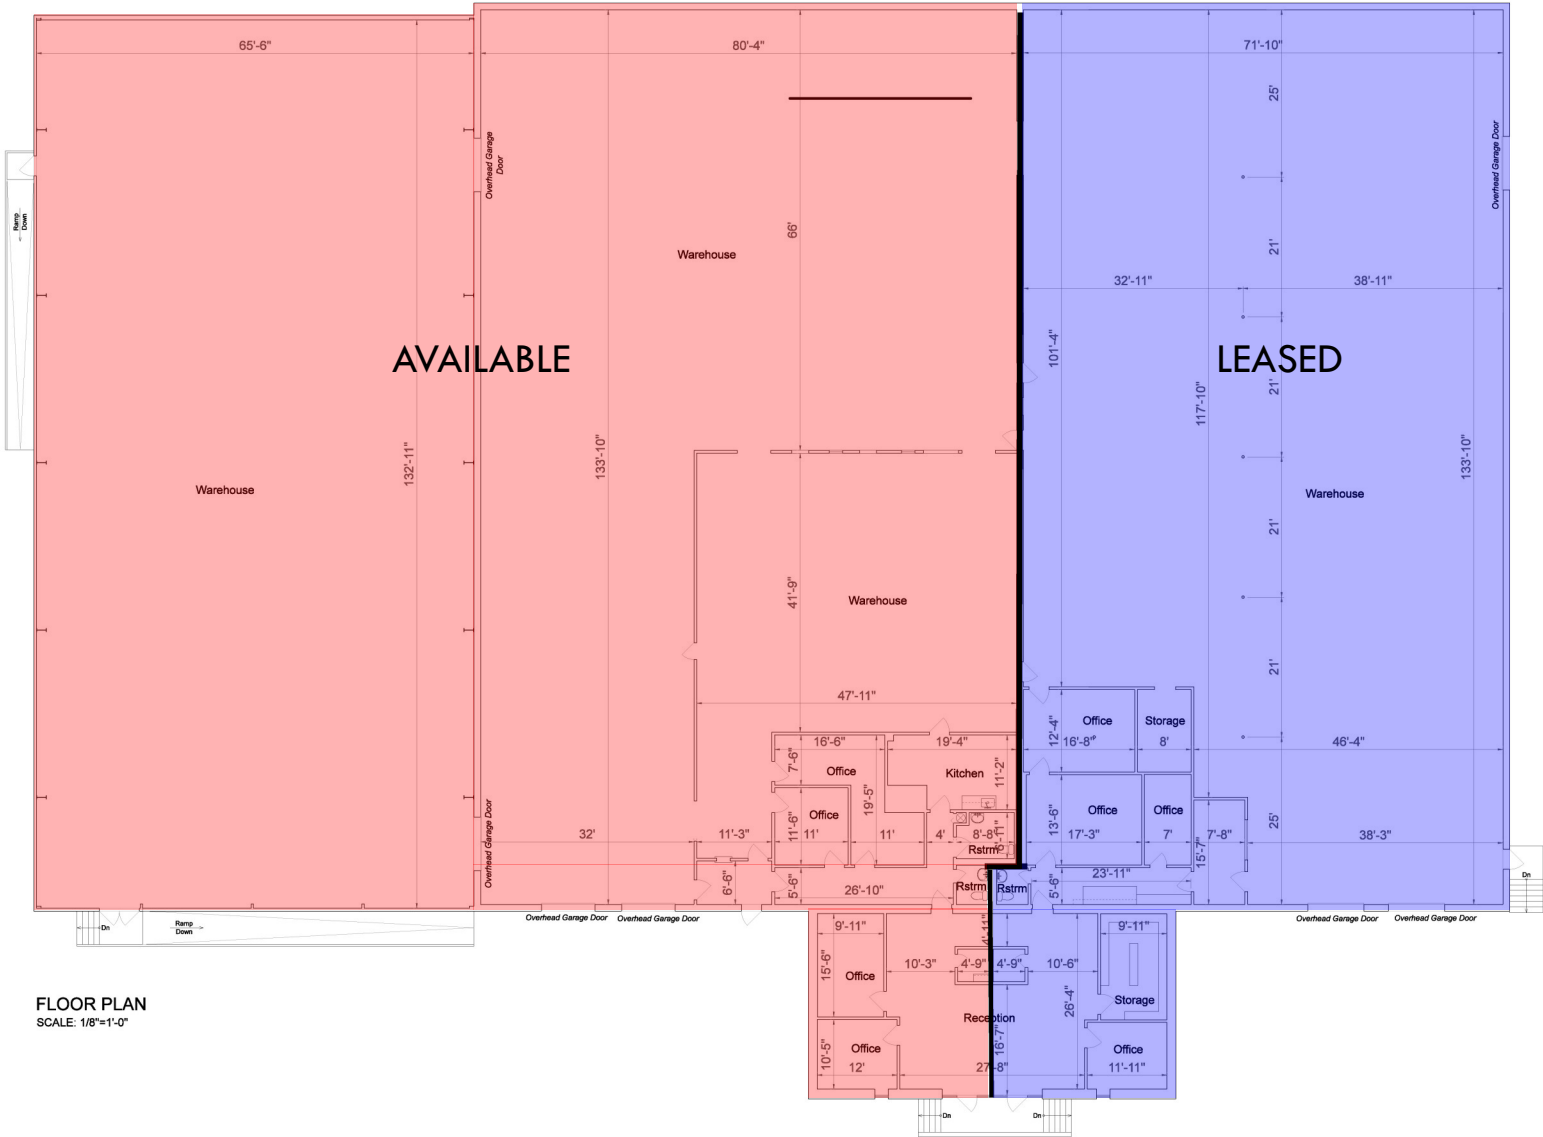 65'-6"
80'-4"
71'-10"
25'
Overhead Garage
Door
Overhead Garage Door
Ramp
Down
66'
21'
Warehouse
32'-11"
38'-11"
AVAILABLE
LEASED
101'-4"
21'
117'-10"
132'-11"
133'-10"
133'-10"
Warehouse
Warehouse
21'
41'-9"
Warehouse
21'
47'-11"
Office
Storage
12'-4"
16'-8"
8'
46'-4"
16'-6"
19'-4"
7'-6"
Office
Kitchen
11'-2"
19'-5"
Office
Office
Office
11'-6"
13'-6"
25'
32'
11'-3"
11'
11'
4'
8'-8"
17'-3"
7'
7'-8"
38'-3"
Rstrm
15'-7"
Overhead Garage Door
6'-6"
5'-6"
26'-10"
Rstrm
Rstrm
5'-6"
23'-11"
Dn
Overhead Garage Door
Overhead Garage Door
Overhead Garage Door
Overhead Garage Door
Dn
Ramp
Down
9'-11"
4'-11"
9'-11"
15'-6"
10'-3"
4'-9"
4'-9"
10'-6"
Office
26'-4"
Storage
FLOOR PLAN
SCALE: 1/8"=1'-0"
Reception
16'-7"
10'-5"
Office
Office
12'
27'-8"
11'-11"
Dn
Dn